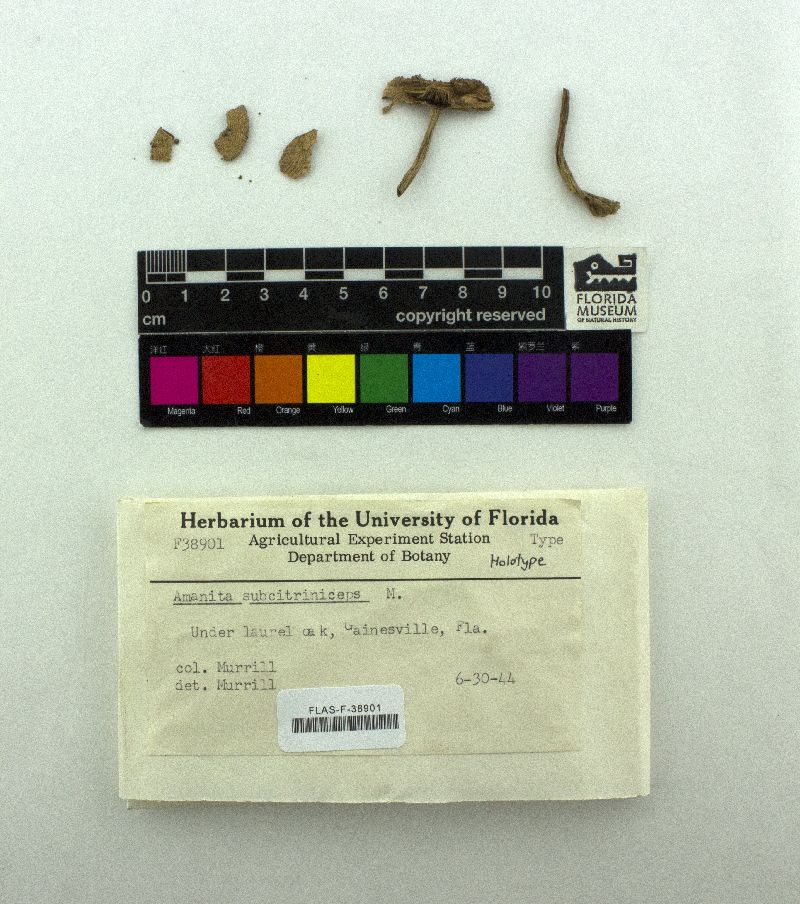 0 1 2 3 4 5 6 7 8 9 10
cm
copyright reserved
FLORIDA
MUSEUM
OF NATURAL HISTORY
洋红 大红 橙 黄 绿 青 蓝 紫罗兰 紫
Magenta Red Orange Yellow Green Cyan Blue Violet Purple
Herbarium of the University of Florida
F38901 Agricultural Experiment Station Type
Department of Botany Holotype
Amanita subcitriniceps M.
Under laurel oak, Gainesville, Fla.
col. Murrill
det. Murrill 6-30-44
FLAS-F-38901